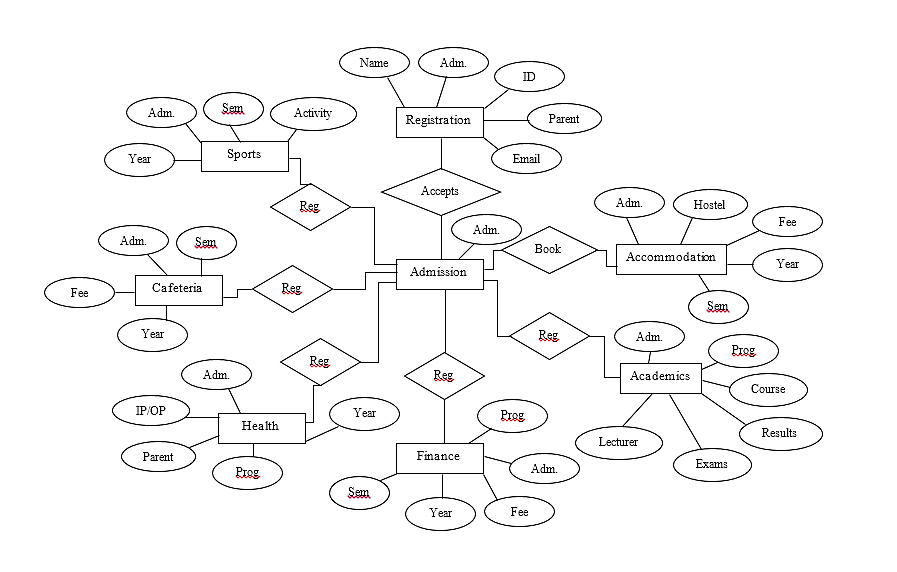 Name
Adm.
ID
Parent
Email
Registration
Accepts
Adm.
Sem
Activity
Year
Sports
Reg
Adm.
Admission
Book
Adm.
Hostel
Fee
Year
Sem
Accommodation
Adm.
Sem
Fee
Year
Cafeteria
Reg
Reg
Adm.
Prog
Course
Results
Exams
Lecturer
Academics
Reg
Adm.
IP/OP
Parent
Prog
Year
Health
Reg
Prog
Adm.
Fee
Year
Sem
Finance